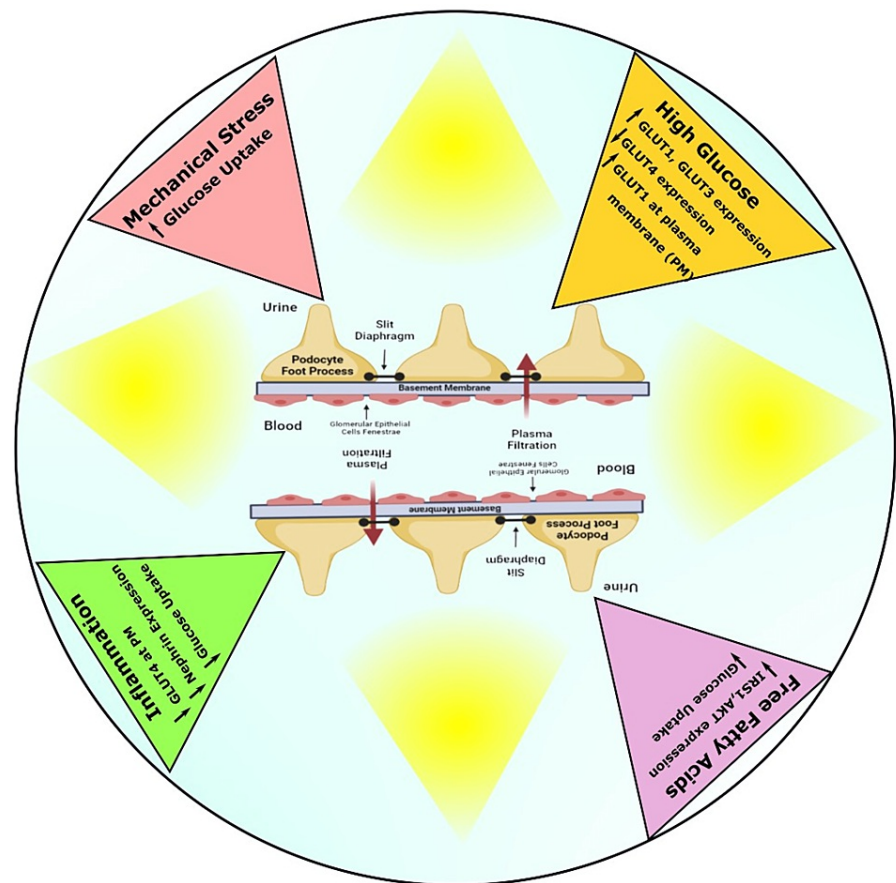 Mechanical Stress
Glucose Uptake
High Glucose
GLUT1, GLUT3 expression
GLUT4 expression
GLUT1 at plasma
membrane (PM)
Urine
Slit
Diaphragm
Podocyte
Foot Process
Basement Membrane
Blood
Glomerular Epithelial
Cells Fenestrae
Plasma
Filtration
Plasma
Filtration
Glomerular Epithelial
Cells Fenestrae
Blood
Basement Membrane
Podocyte
Foot Process
Slit
Diaphragm
Urine
Inflammation
GLUT4 at PM
Nephrin Expression
Glucose Uptake
Free Fatty Acids
IRS1,AKT expression
Glucose Uptake